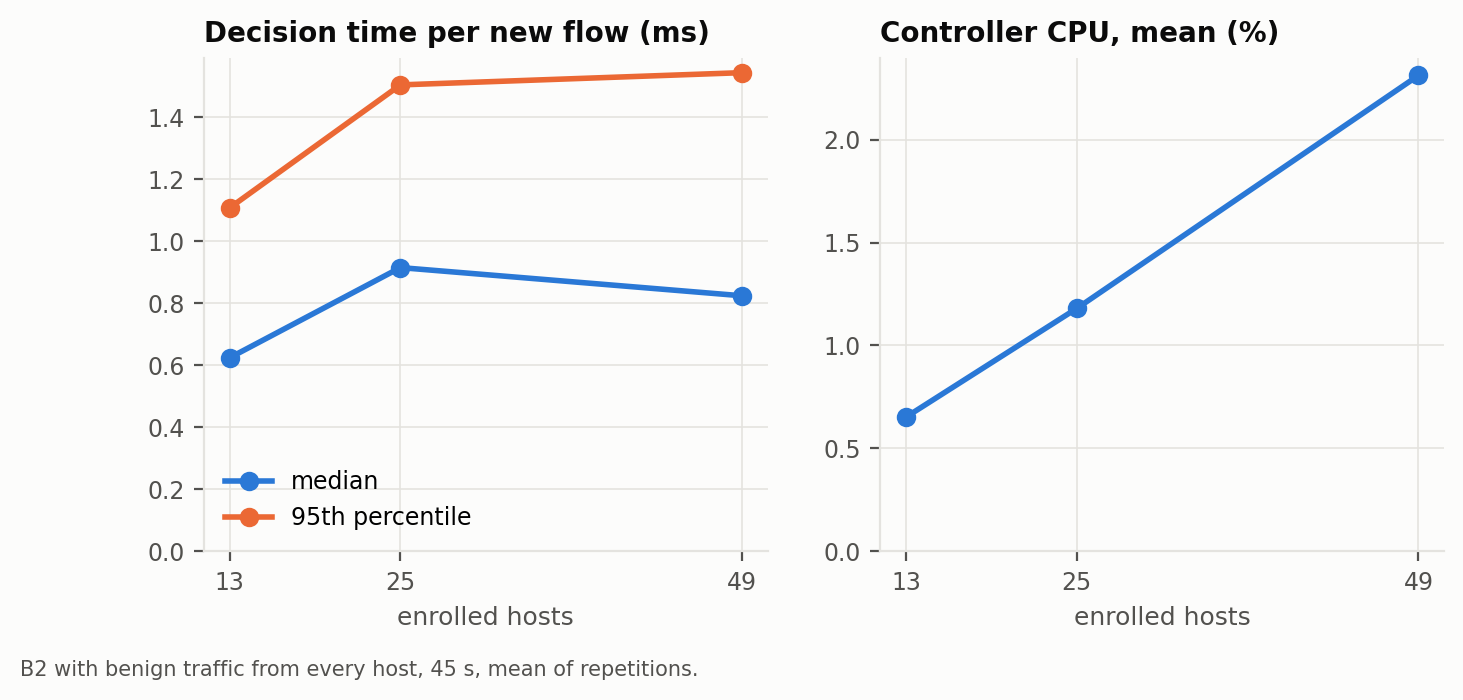 Decision time per new flow (ms)
1.4
1.2
1.0
0.8
0.6
0.4
0.2
0.0
median
95th percentile
13 25 49
enrolled hosts
Controller CPU, mean (%)
2.0
1.5
1.0
0.5
0.0
13 25 49
enrolled hosts
B2 with benign traffic from every host, 45 s, mean of repetitions.